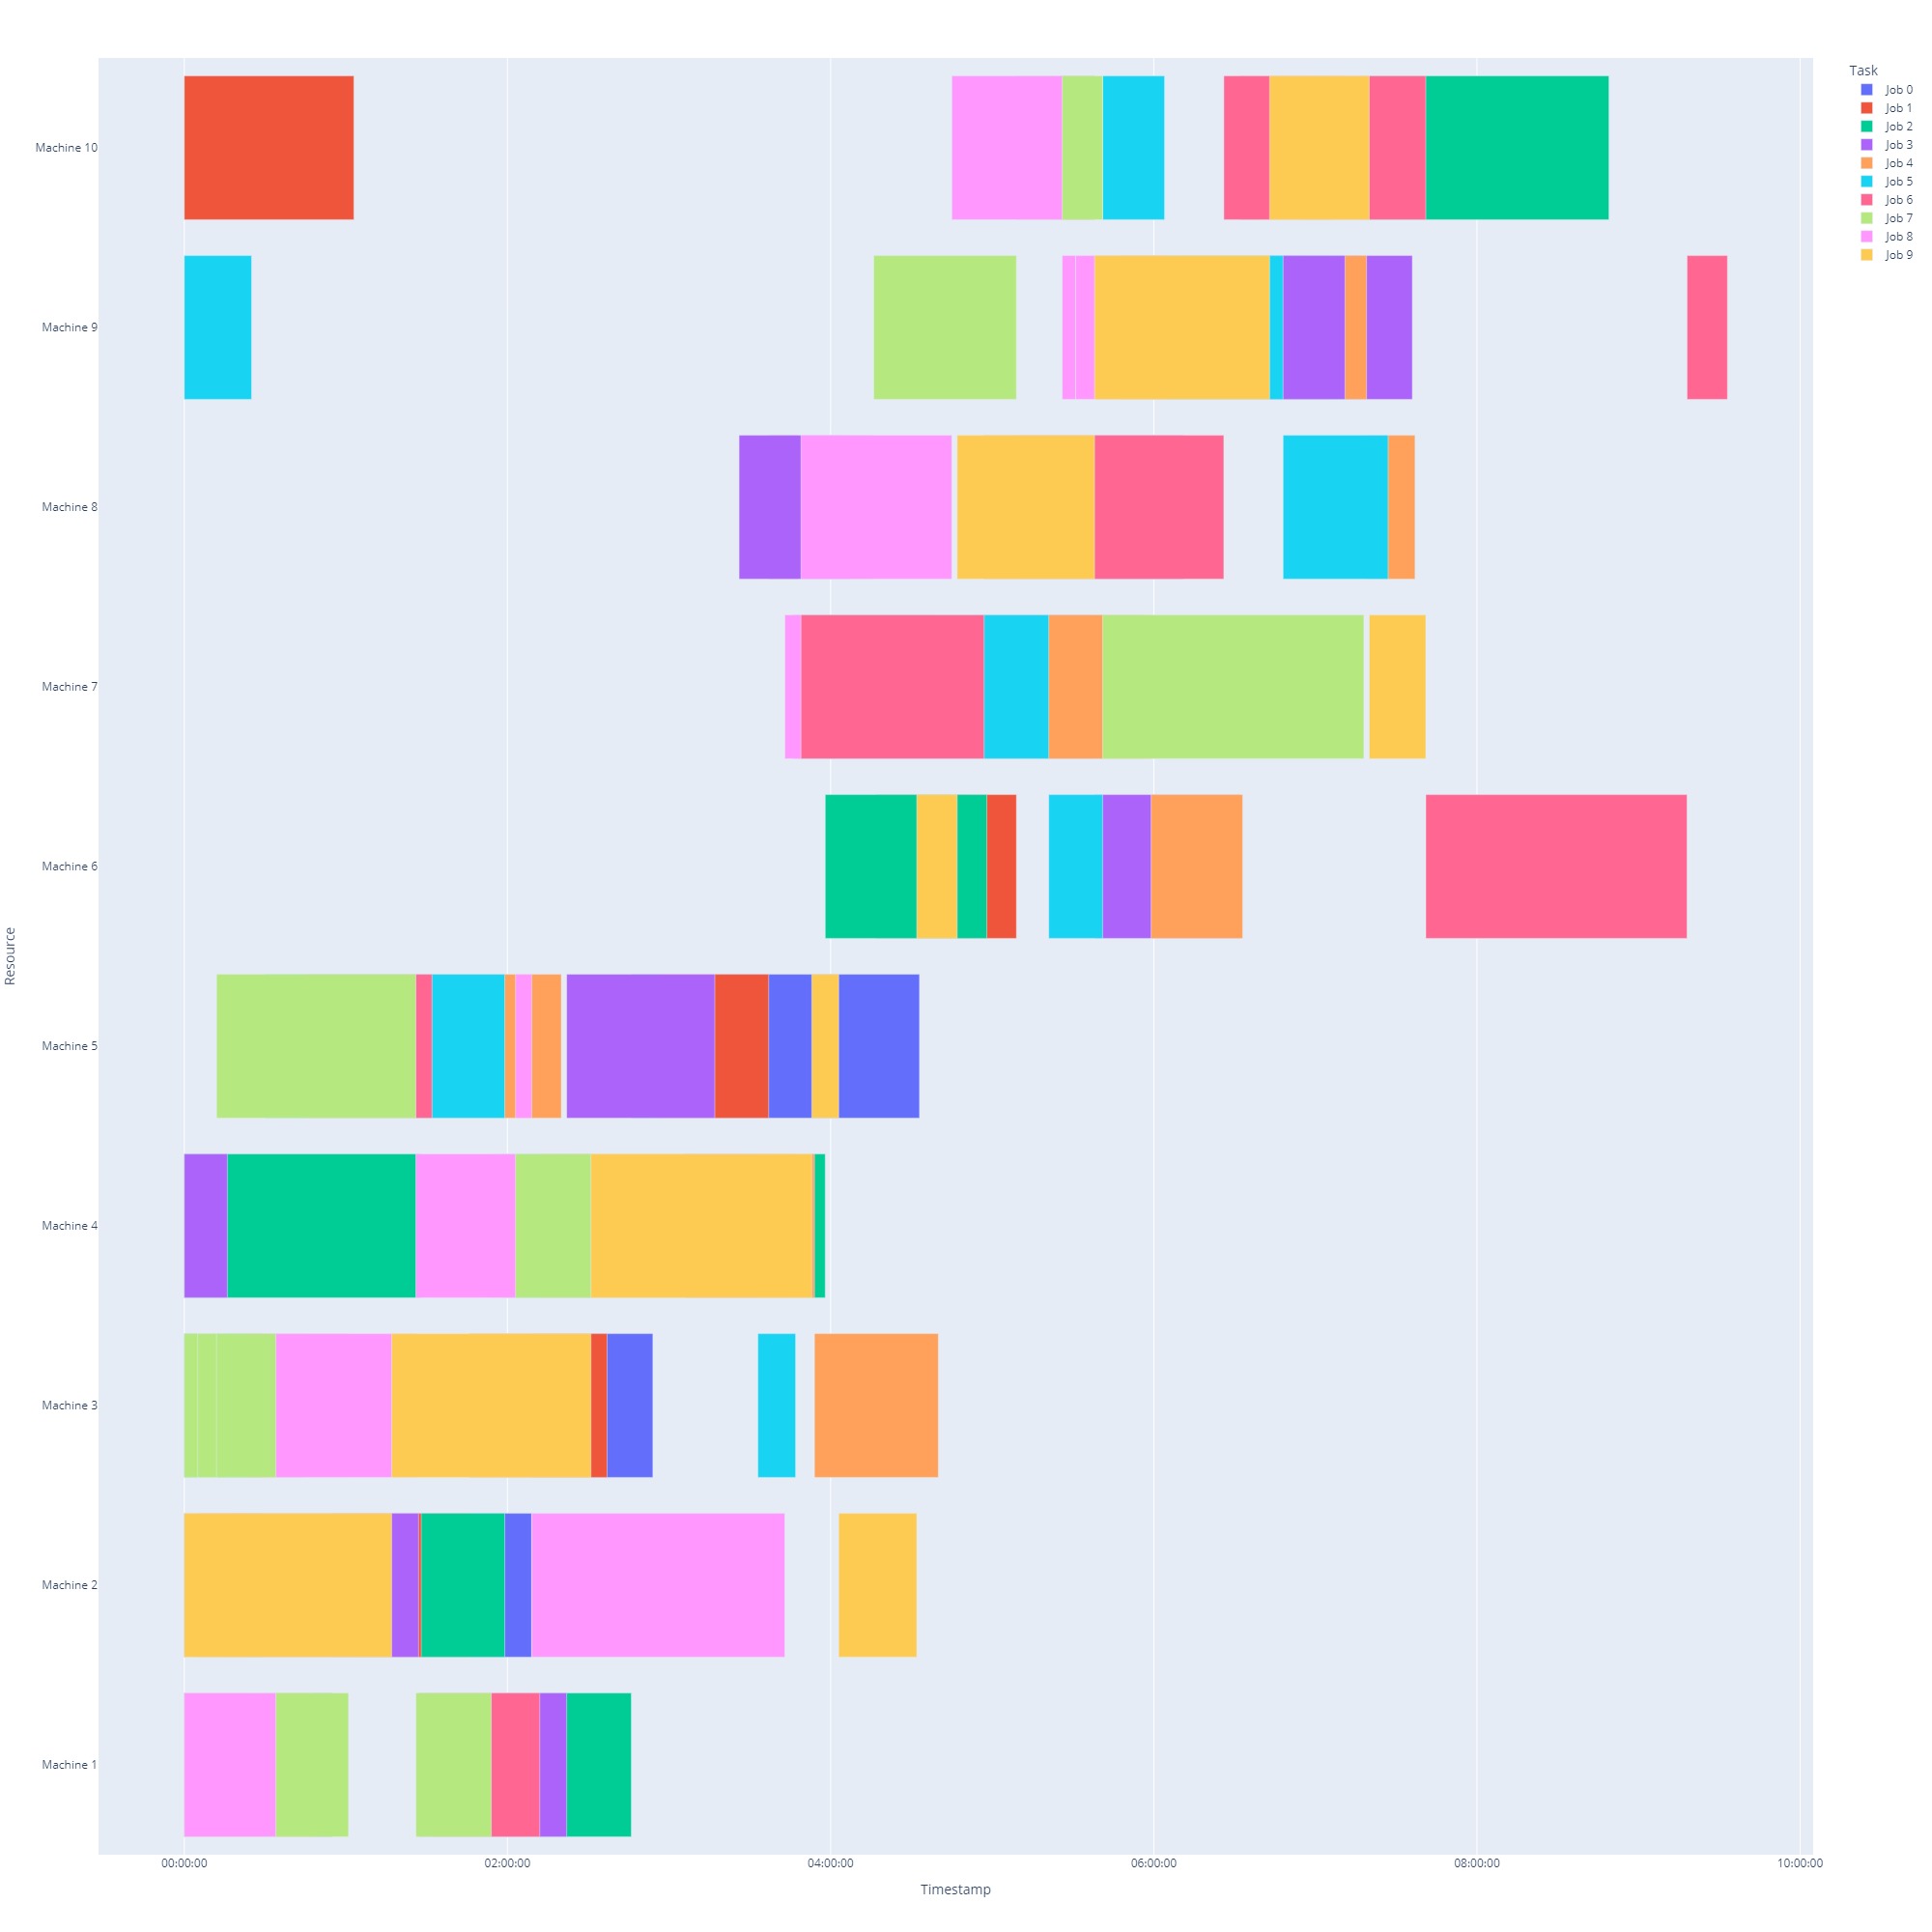 Task
Job 0
Job 1
Job 2
Job 3
Job 4
Job 5
Job 6
Job 7
Job 8
Job 9
Machine 10
Machine 9
Machine 8
Machine 7
Machine 6
Machine 5
Machine 4
Machine 3
Machine 2
Machine 1
Resource
00:00:00 02:00:00 04:00:00 06:00:00 08:00:00 10:00:00
Timestamp